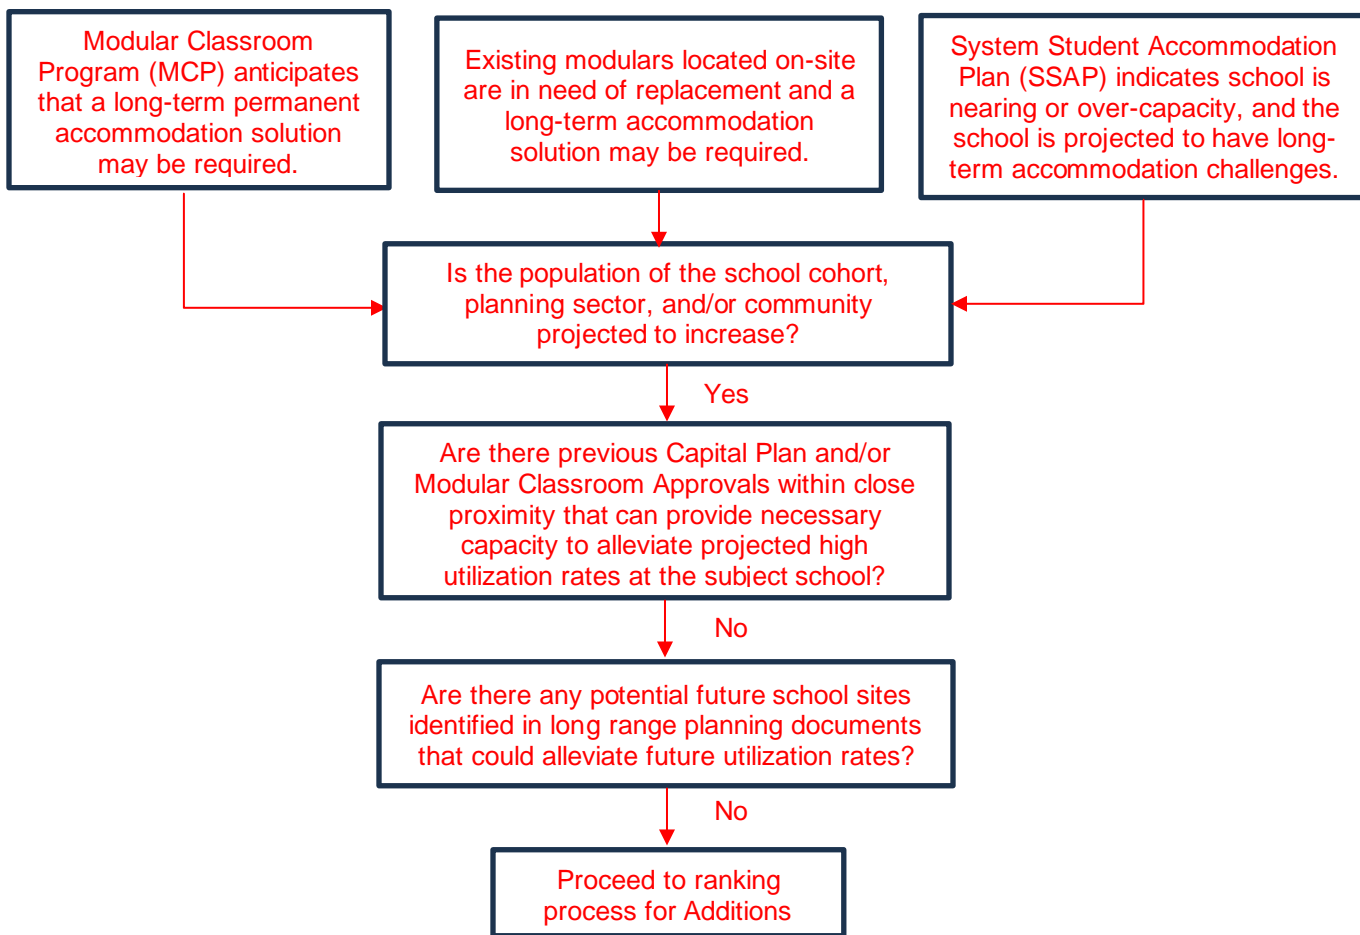 Modular Classroom
Program (MCP) anticipates
that a long-term permanent
accommodation solution
may be required.
Existing modulars located on-site
are in need of replacement and a
long-term accommodation
solution may be required.
System Student Accommodation
Plan (SSAP) indicates school is
nearing or over-capacity, and the
school is projected to have long-
term accommodation challenges.
Is the population of the school cohort,
planning sector, and/or community
projected to increase?
Yes
Are there previous Capital Plan and/or
Modular Classroom Approvals within close
proximity that can provide necessary
capacity to alleviate projected high
utilization rates at the subject school?
No
Are there any potential future school sites
identified in long range planning documents
that could alleviate future utilization rates?
No
Proceed to ranking
process for Additions